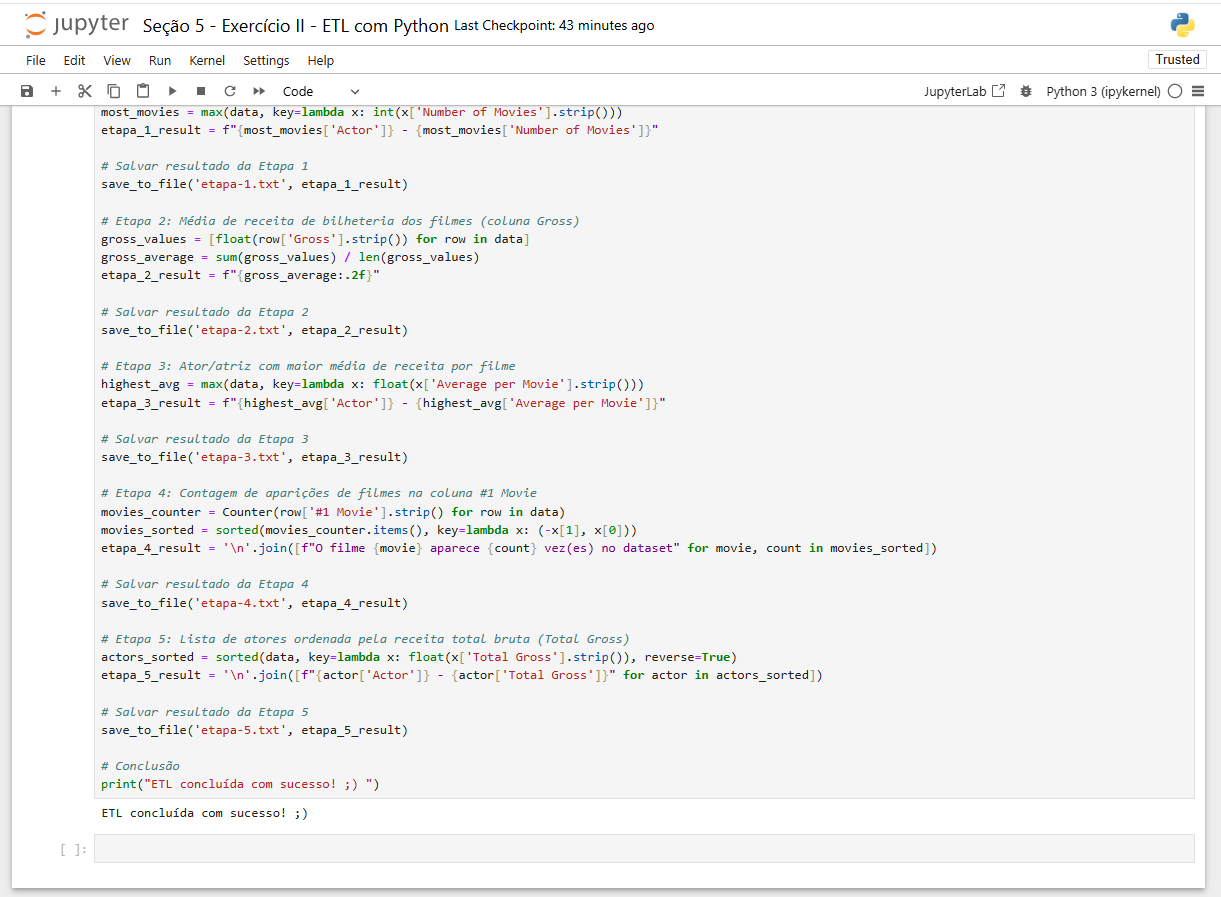 jupyter Seção 5 - Exercício II - ETL com Python Last Checkpoint: 43 minutes ago
File Edit View Run Kernel Settings Help Trusted
Code JupyterLab Python 3 (ipykernel)
most_movies = max(data, key=lambda x: int(x['Number of Movies'].strip()))
etapa_1_result = f"{most_movies['Actor']} - {most_movies['Number of Movies']}"
# Salvar resultado da Etapa 1
save_to_file('etapa-1.txt', etapa_1_result)
# Etapa 2: Média de receita de bilheteria dos filmes (coluna Gross)
gross_values = [float(row['Gross'].strip()) for row in data]
gross_average = sum(gross_values) / len(gross_values)
etapa_2_result = f"{gross_average:.2f}"
# Salvar resultado da Etapa 2
save_to_file('etapa-2.txt', etapa_2_result)
# Etapa 3: Ator/atriz com maior média de receita por filme
highest_avg = max(data, key=lambda x: float(x['Average per Movie'].strip()))
etapa_3_result = f"{highest_avg['Actor']} - {highest_avg['Average per Movie']}"
# Salvar resultado da Etapa 3
save_to_file('etapa-3.txt', etapa_3_result)
# Etapa 4: Contagem de aparições de filmes na coluna #1 Movie
movies_counter = Counter(row['#1 Movie'].strip() for row in data)
movies_sorted = sorted(movies_counter.items(), key=lambda x: (-x[1], x[0]))
etapa_4_result = '\n'.join([f"O filme {movie} aparece {count} vez(es) no dataset" for movie, count in movies_sorted])
# Salvar resultado da Etapa 4
save_to_file('etapa-4.txt', etapa_4_result)
# Etapa 5: Lista de atores ordenada pela receita total bruta (Total Gross)
actors_sorted = sorted(data, key=lambda x: float(x['Total Gross'].strip()), reverse=True)
etapa_5_result = '\n'.join([f"{actor['Actor']} - {actor['Total Gross']}" for actor in actors_sorted])
# Salvar resultado da Etapa 5
save_to_file('etapa-5.txt', etapa_5_result)
# Conclusão
print("ETL concluída com sucesso! ;) ")
ETL concluída com sucesso! ;)
[ ]: